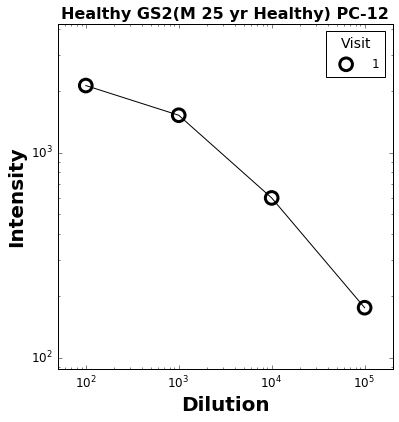 Healthy GS2(M 25 yr Healthy) PC-12
Visit
1
10³
10²
Intensity
10² 10³ 10⁴ 10⁵
Dilution